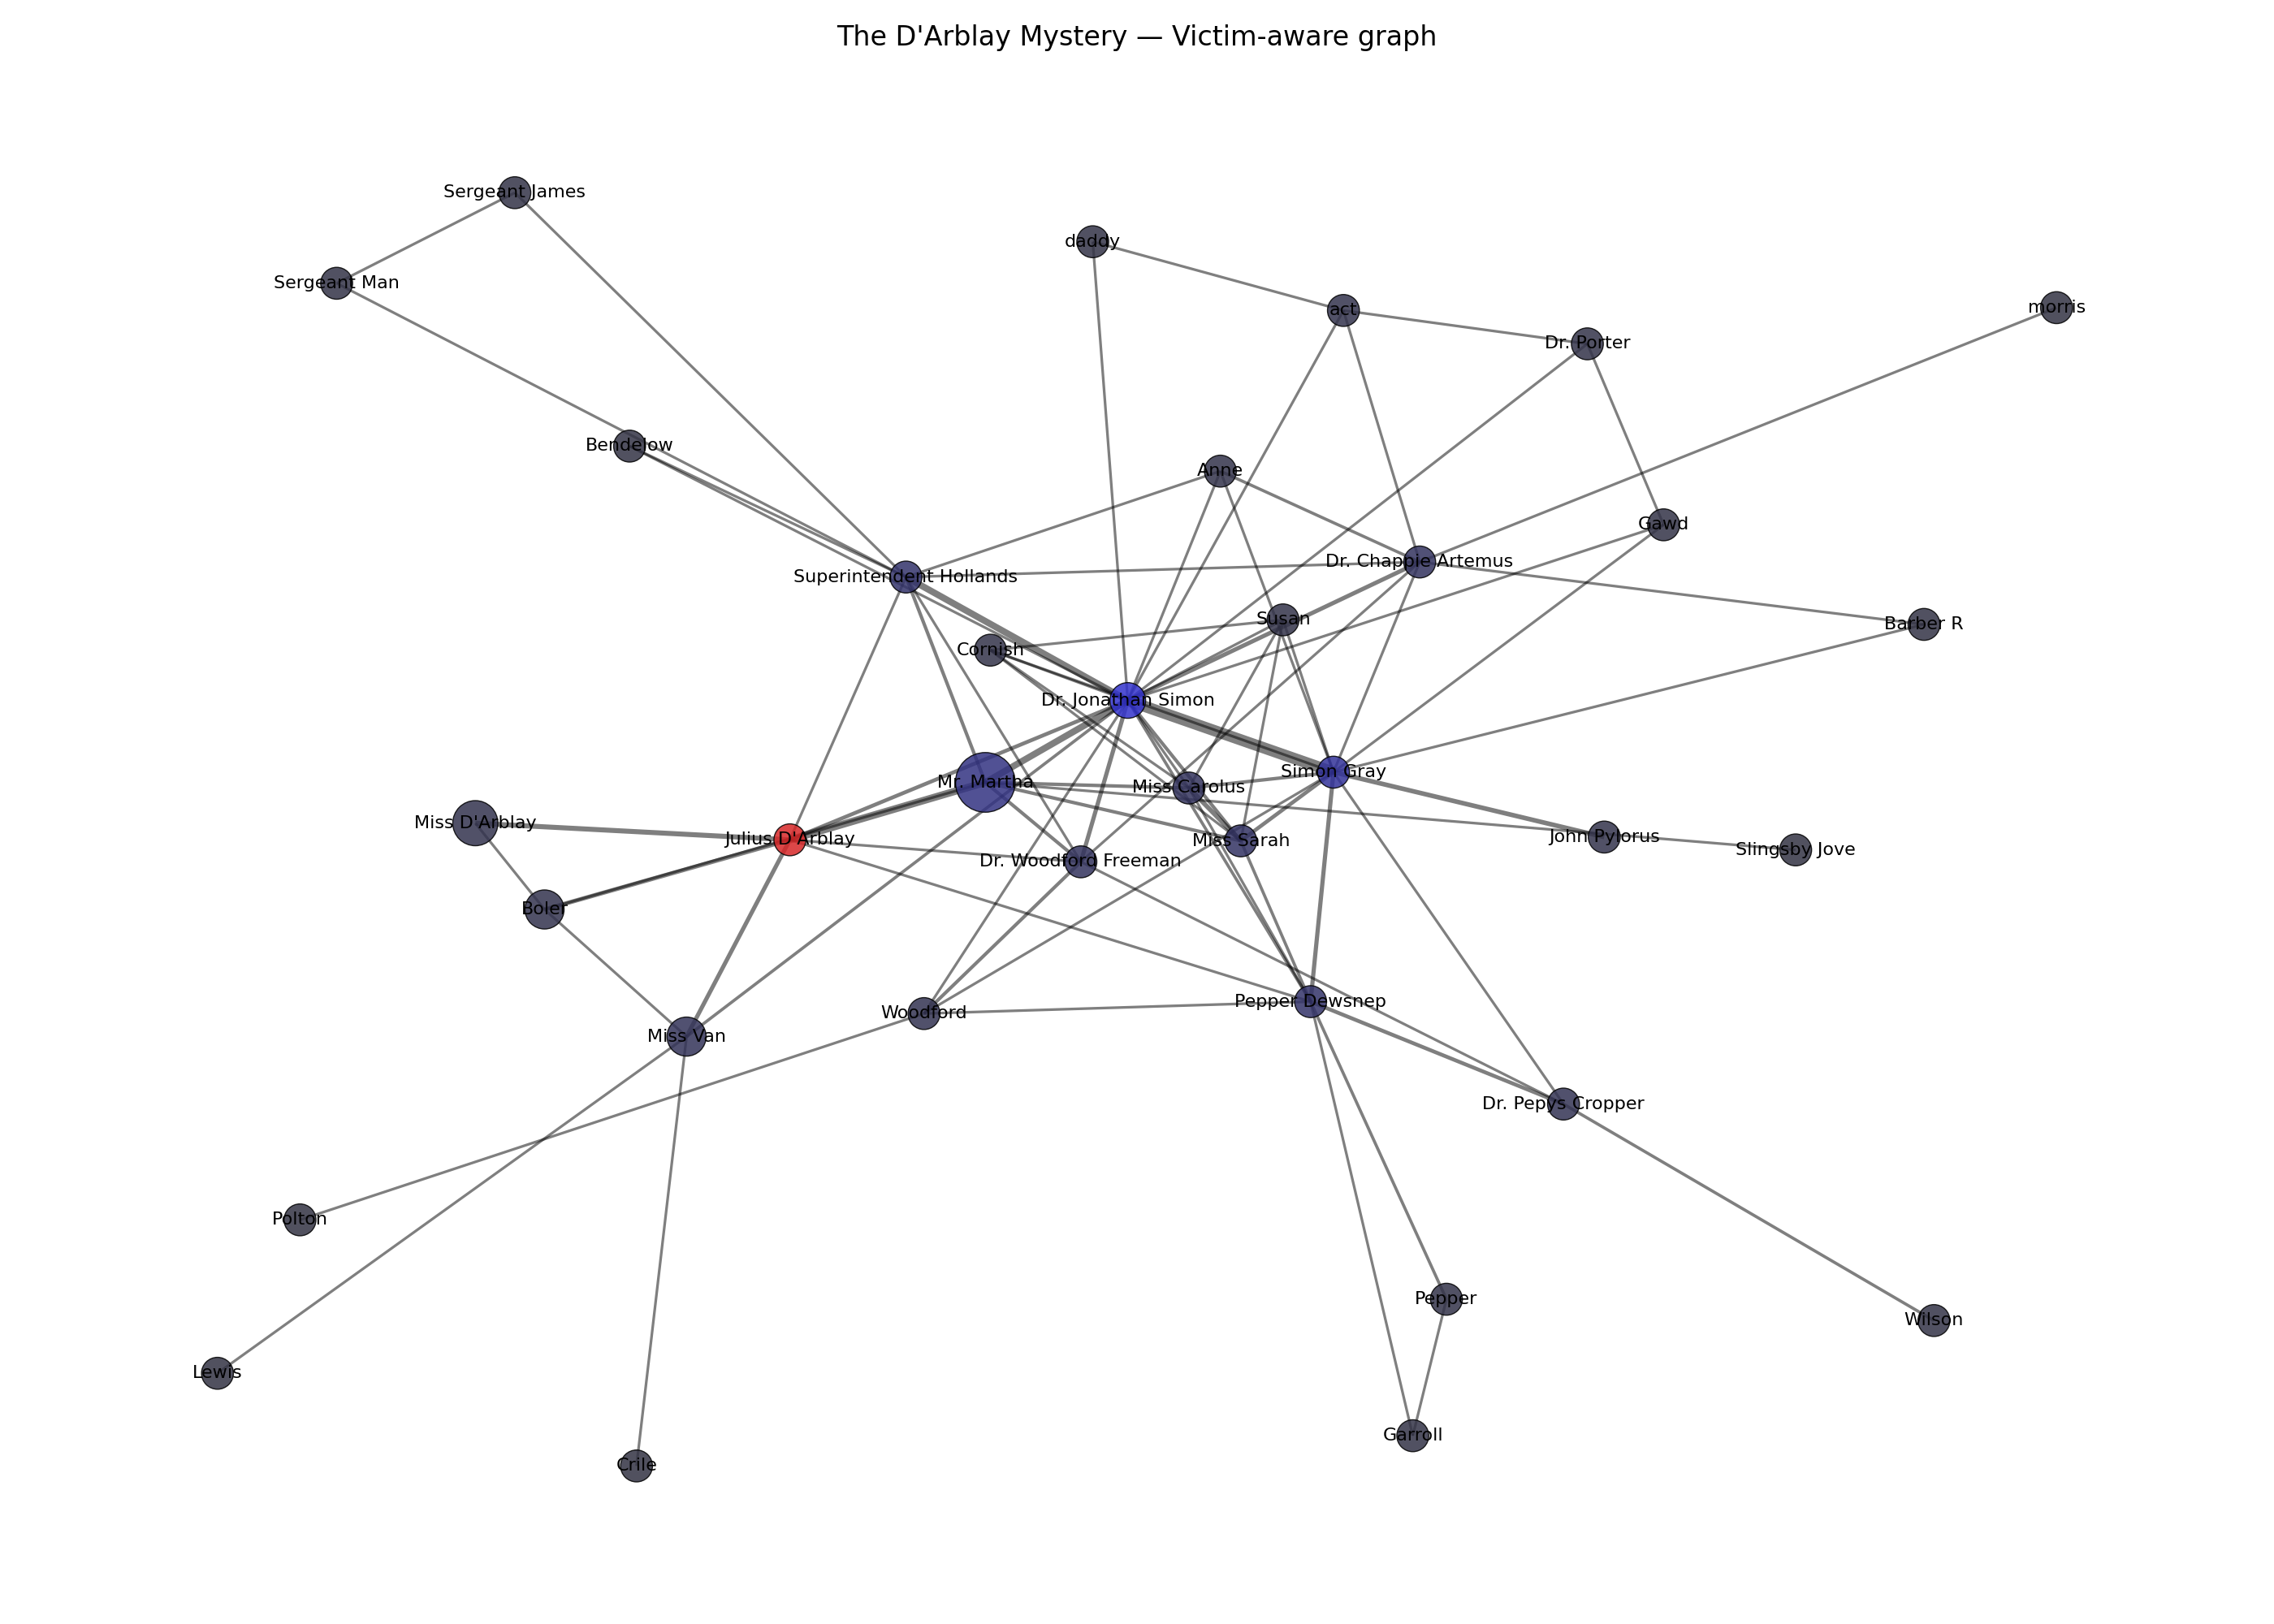 The D'Arblay Mystery — Victim-aware graph
Sergeant James
daddy
Sergeant Man
act
morris
Dr. Porter
Bendelow
Anne
Gawd
Dr. Chappie Artemus
Superintendent Hollands
Susan
Barber R
Cornish
Dr. Jonathan Simon
Simon Gray
Mr. Martha
Miss Carolus
Miss D'Arblay
Julius D'Arblay
John Pylorus
Miss Sarah
Slingsby Jove
Dr. Woodford Freeman
Boler
Pepper Dewsnep
Woodford
Miss Van
Dr. Pepys Cropper
Polton
Pepper
Wilson
Lewis
Garroll
Crile